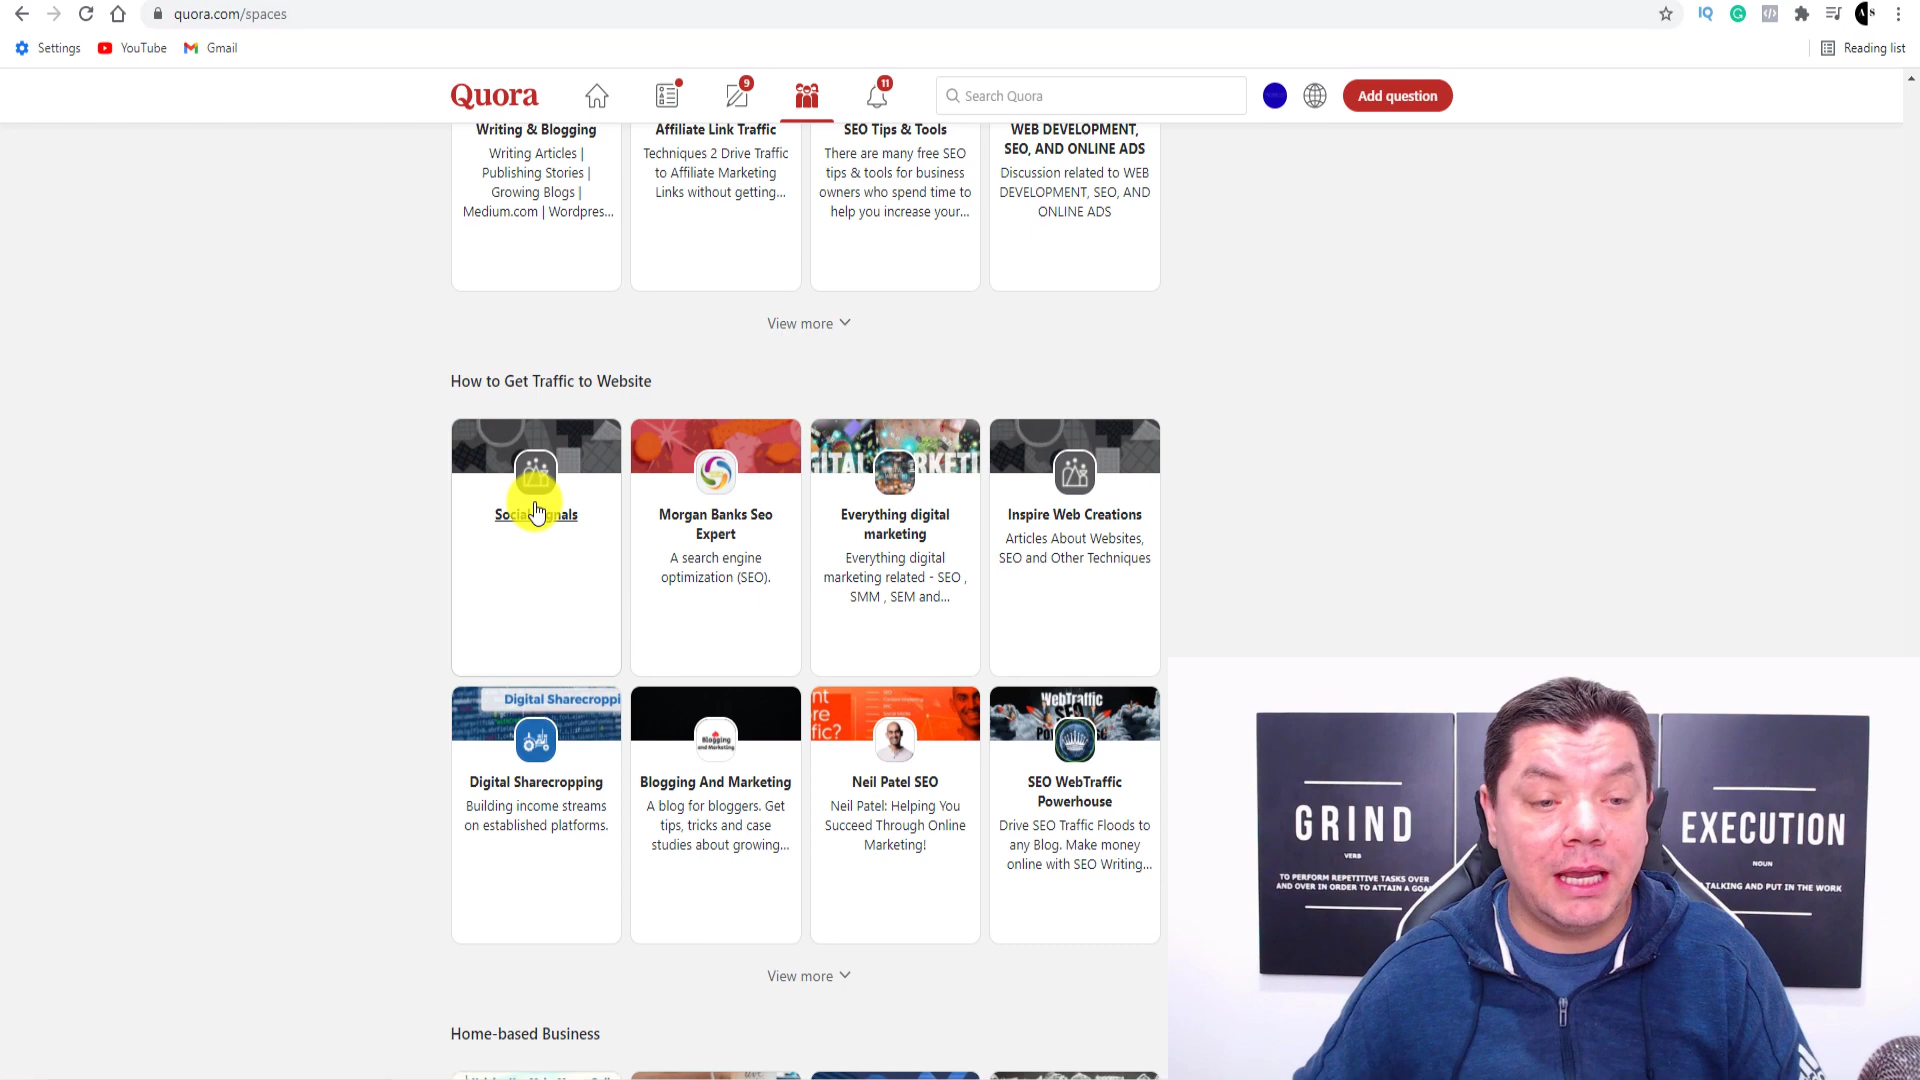 quora.com/spaces
Settings
YouTube
Gmail
Reading list
Quora
9
11
Search Quora
Add question
Writing & Blogging
Writing Articles |
Publishing Stories |
Growing Blogs |
Medium.com | Wordpres...
Affiliate Link Traffic
Techniques 2 Drive Traffic
to Affiliate Marketing
Links without getting...
SEO Tips & Tools
There are many free SEO
tips & tools for business
owners who spend time to
help you increase your...
WEB DEVELOPMENT,
SEO, AND ONLINE ADS
Discussion related to WEB
DEVELOPMENT, SEO, AND
ONLINE ADS
View more
How to Get Traffic to Website
Morgan Banks Seo
Expert
A search engine
optimization (SEO).
Everything digital
marketing
Everything digital
marketing related - SEO ,
SMM , SEM and...
Inspire Web Creations
Articles About Websites,
SEO and Other Techniques
Digital Sharecroppi
Digital Sharecropping
Building income streams
on established platforms.
Blogging
and Marketing
Blogging And Marketing
A blog for bloggers. Get
tips, tricks and case
studies about growing...
Neil Patel SEO
Neil Patel: Helping You
Succeed Through Online
Marketing!
WebTraffic
SEO
SEO WebTraffic
Powerhouse
Drive SEO Traffic Floods to
any Blog. Make money
online with SEO Writing...
View more
Home-based Business
GRIND
VERB
TO PERFORM REPETITIVE TASKS OVER
AND OVER IN ORDER TO ATTAIN A GOAL
EXECUTION
NOUN
TALKING AND PUT IN THE WORK